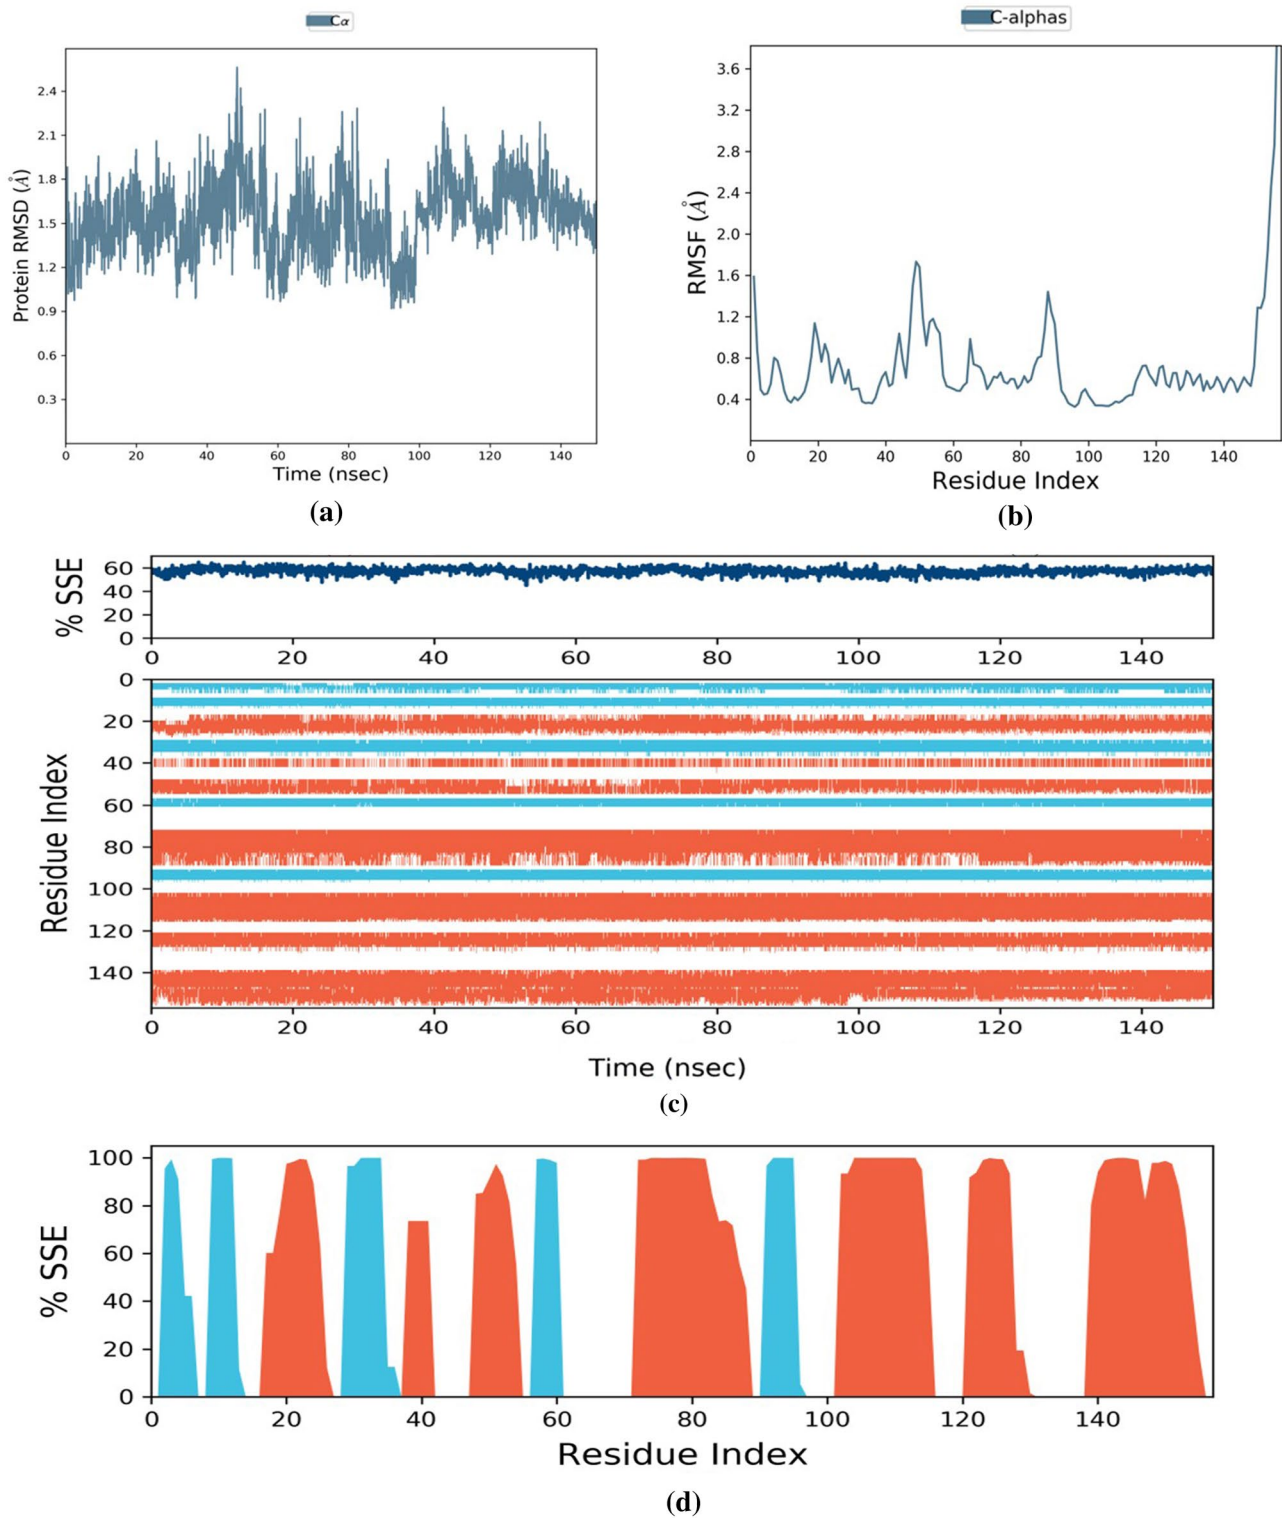 Cα
Protein RMSD (Å)
2.4
2.1
1.8
1.5
1.2
0.9
0.6
0.3
0 20 40 60 80 100 120 140
Time (nsec)
(a)
C-alphas
RMSF (Å)
3.6
3.2
2.8
2.4
2.0
1.6
1.2
0.8
0.4
0 20 40 60 80 100 120 140
Residue Index
(b)
% SSE
60
40
20
0
0 20 40 60 80 100 120 140
Residue Index
0
20
40
60
80
100
120
140
0 20 40 60 80 100 120 140
Time (nsec)
(c)
% SSE
100
80
60
40
20
0
0 20 40 60 80 100 120 140
Residue Index
(d)